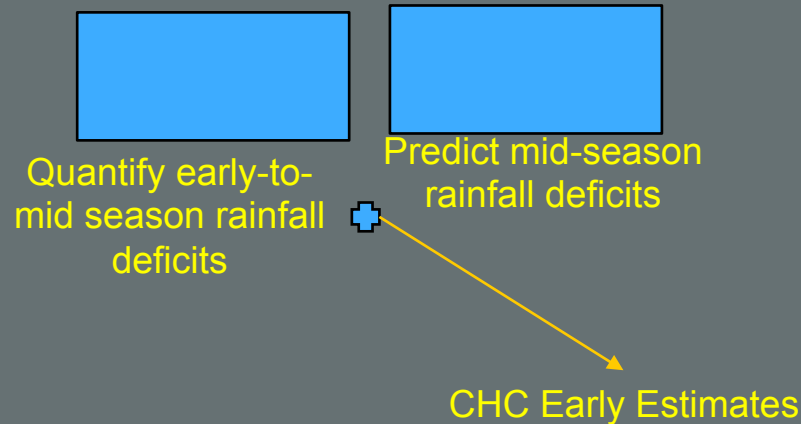 Quantify early-to-
mid season rainfall
deficits
Predict mid-season
rainfall deficits
CHC Early Estimates